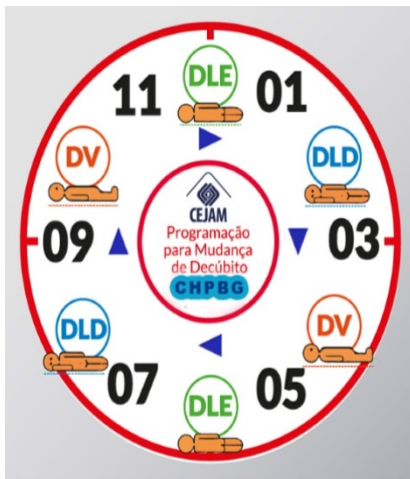 DLE
11
01
DV
DLD
CEJAM
Programação
para Mudança
de Decúbito
CHPBG
09
03
DLD
DV
07
05
DLE